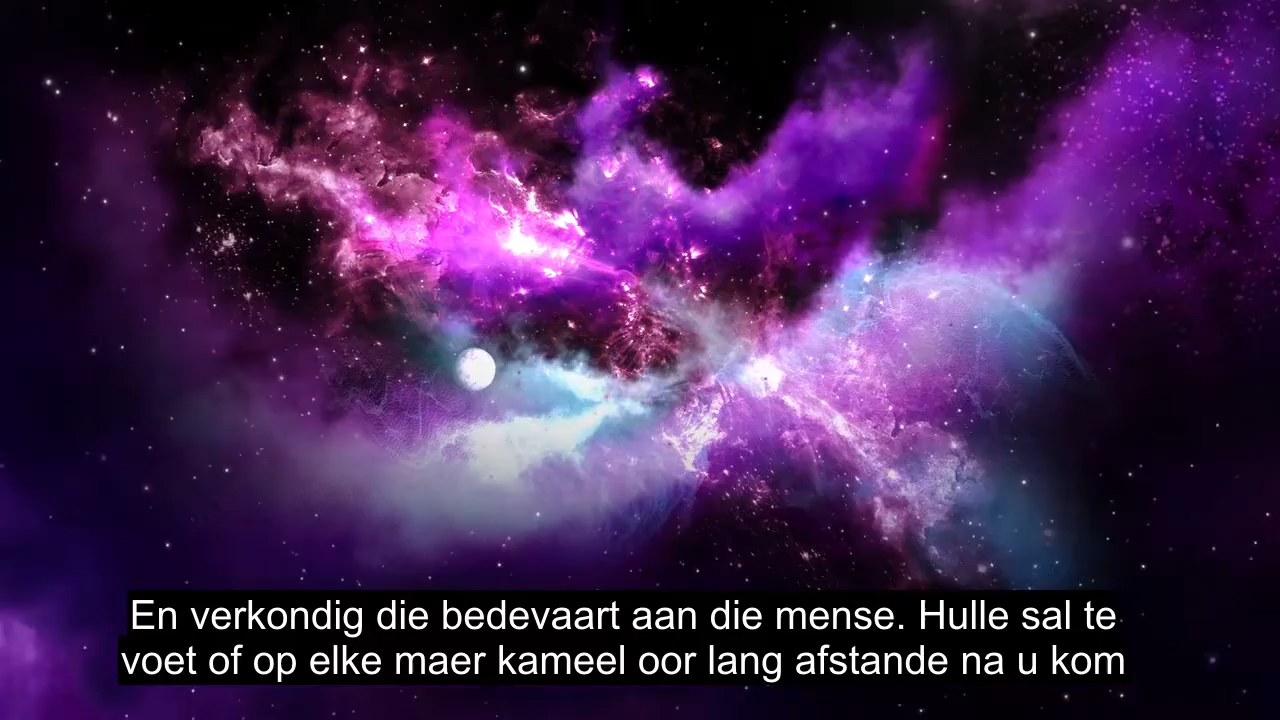 En verkondig die bedevaart aan die mense. Hulle sal te
voet of op elke maer kameel oor lang afstande na u kom